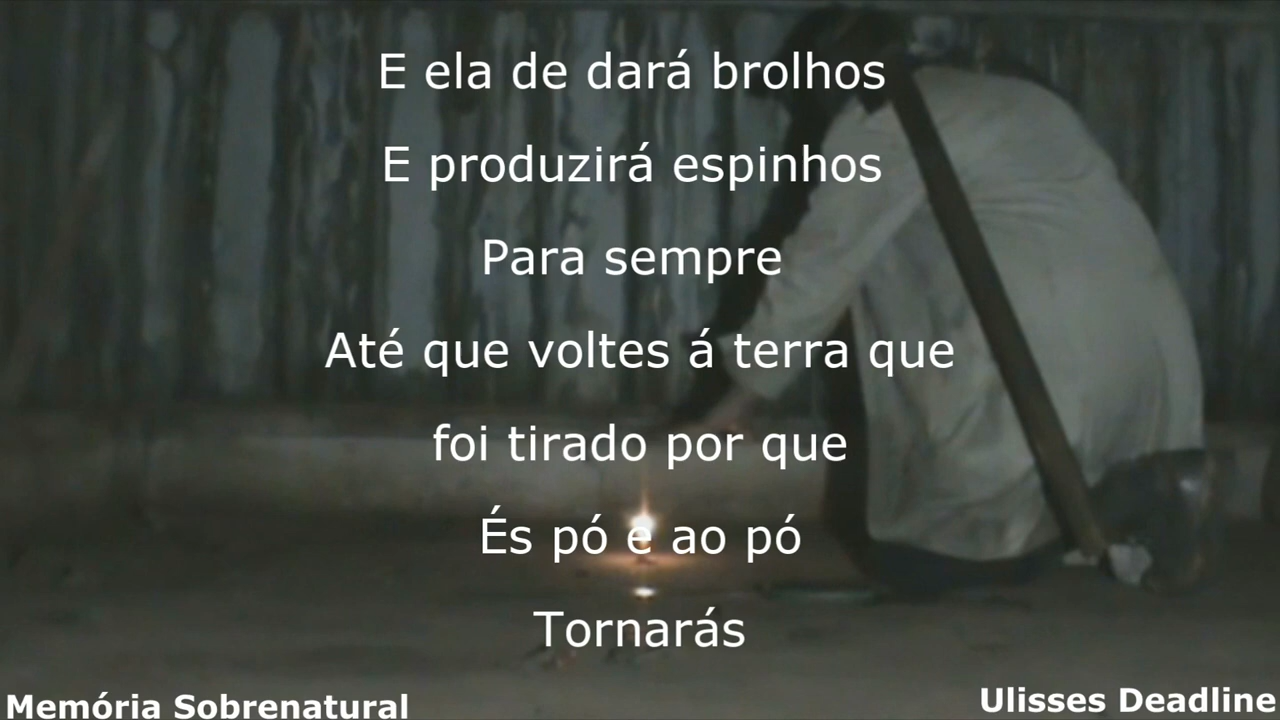 E ela de dará brolhos
E produzirá espinhos
Para sempre
Até que voltes á terra que
foi tirado por que
És pó e ao pó
Tornarás
Memória Sobrenatural
Ulisses Deadline